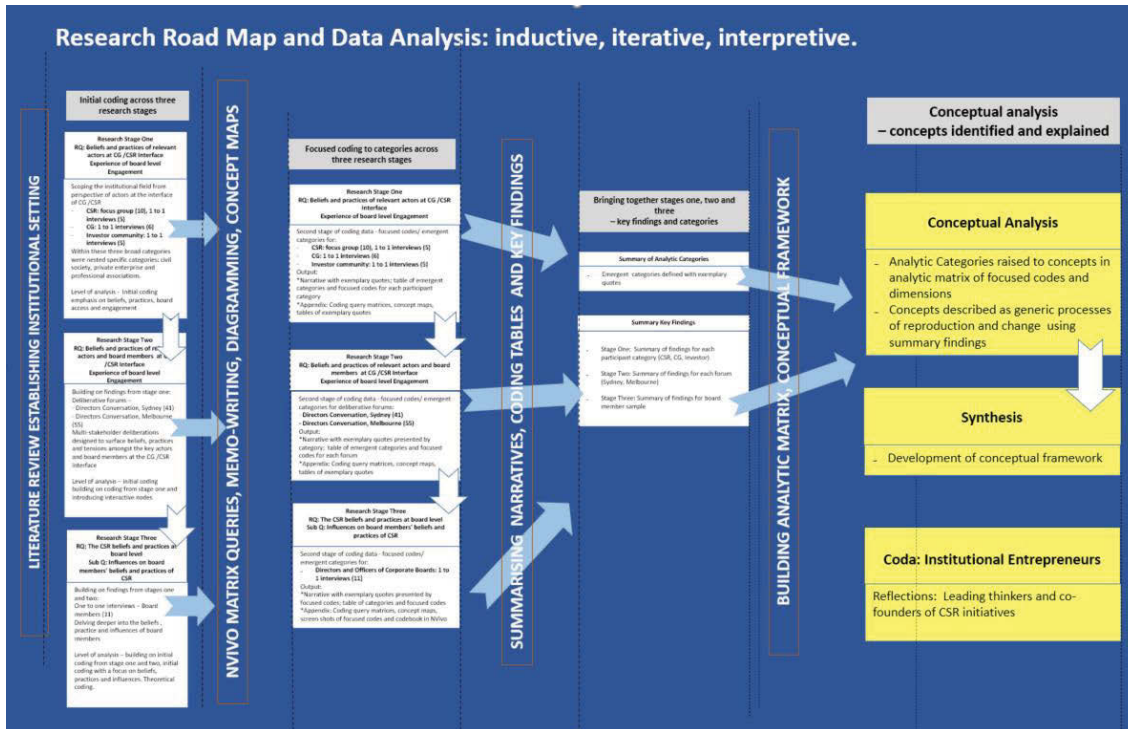 Research Road Map and Data Analysis: inductive, iterative, interpretive.
LITERATURE REVIEW ESTABLISHING INSTITUTIONAL SETTING
Initial coding across three
research stages
Research Stage One
RQ: Beliefs and practices of relevant
actors at CG /CSR Interface
Experience of board level
Engagement
Scoping the institutional field from
perspective of actors at the interface
of CG /CSR
- CSR: focus group (10), 1 to 1
interviews (5)
- CG: 1 to 1 interviews (6)
- Investor community: 1 to 1
interviews (5)
Within these three broad categories
were nested specific categories: civil
society, private enterprise and
professional associations.
Level of analysis – Initial coding
emphasis on beliefs, practices, board
access and engagement
Research Stage Two
RQ: Beliefs and practices of
actors and board members at CG
/CSR Interface
Experience of board level
Engagement
Building on findings from stage one:
Deliberative forums –
- Directors Conversation, Sydney (41)
- Directors Conversation, Melbourne
(55)
Multi-stakeholder deliberations
designed to surface beliefs, practices
and tensions amongst the key actors
and board members at the CG /CSR
Interface
Level of analysis – initial coding
building on coding from stage one and
introducing interactive nodes.
Research Stage Three
RQ: The CSR beliefs and practices at
board level
Sub Q: Influences on board
members' beliefs and practices of
CSR
Building on findings from stages one
and two:
One to one interviews – Board
members (11)
Delving deeper into the beliefs,
practice and influences of board
members
Level of analysis – building on initial
coding from stage one and two, initial
coding with a focus on beliefs,
practices and influences. Theoretical
coding.
NVIVO MATRIX QUERIES, MEMO-WRITING, DIAGRAMMING, CONCEPT MAPS
Focused coding to categories across
three research stages
Research Stage One
RQ: Beliefs and practices of relevant actors at CG /CSR
Interface
Experience of board level Engagement
Second stage of coding data - focused codes/ emergent
categories for:
- CSR: focus group (10), 1 to 1 interviews (5)
- CG: 1 to 1 interviews (6)
- Investor community: 1 to 1 interviews (5)
Output:
*Narrative with exemplary quotes; table of emergent
categories and focused codes for each participant
category
*Appendix: Coding query matrices, concept maps,
tables of exemplary quotes
Research Stage Two
RQ: Beliefs and practices of relevant actors and board
members at CG/CSR Interface
Experience of board level Engagement
Second stage of coding data - focused codes/ emergent
categories for deliberative forums:
- Directors Conversation, Sydney (41)
- Directors Conversation, Melbourne (55)
Output:
*Narrative with exemplary quotes presented by
category; table of emergent categories and focused
codes for each forum
*Appendix: Coding query matrices, concept maps,
tables of exemplary quotes
Research Stage Three
RQ: The CSR beliefs and practices at board level
Sub Q: Influences on board members' beliefs and
practices of CSR
Second stage of coding data - focused codes/
emergent categories for:
- Directors and Officers of Corporate Boards: 1 to
1 interviews (11)
Output:
*Narrative with exemplary quotes presented by
focused codes; table of categories and focused codes
*Appendix: Coding query matrices, concept maps,
screen shots of focused codes and codebook in NVivo
SUMMARISING NARRATIVES, CODING TABLES AND KEY FINDINGS
Bringing together stages one, two and
three
– key findings and categories
Summary of Analytic Categories
- Emergent categories defined with exemplary
quotes
Summary Key Findings
- Stage One: Summary of findings for each
participant category (CSR, CG, investor)
- Stage Two: Summary of findings for each forum
(Sydney, Melbourne)
- Stage Three: Summary of findings for board
member sample
BUILDING ANALYTIC MATRIX, CONCEPTUAL FRAMEWORK
Conceptual analysis
– concepts identified and explained
Conceptual Analysis
- Analytic Categories raised to concepts in
analytic matrix of focused codes and
dimensions
- Concepts described as generic processes
of reproduction and change using
summary findings
Synthesis
- Development of conceptual framework
Coda: Institutional Entrepreneurs
Reflections: Leading thinkers and co-
founders of CSR initiatives